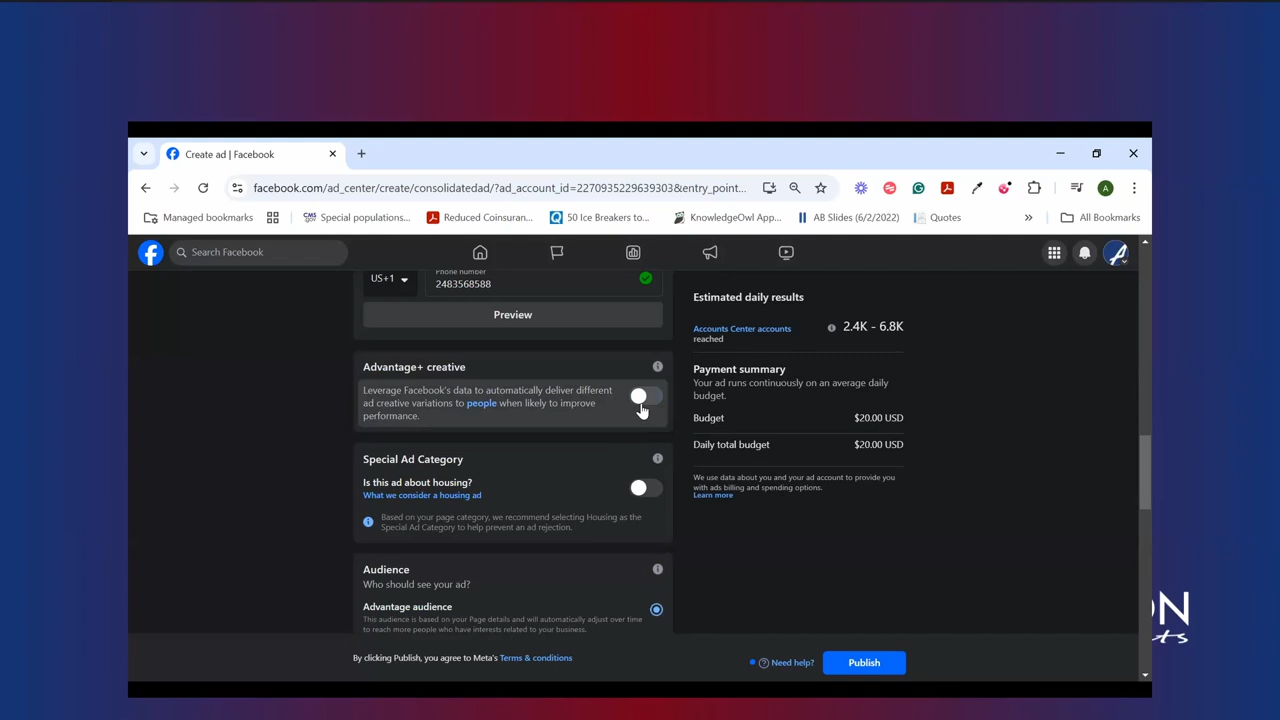 Create ad | Facebook
facebook.com/ad_center/create/consolidatedad/?ad_account_id=2270935229639303&entry_point...
Managed bookmarks
CMS Special populations...
Reduced Coinsuran...
50 Ice Breakers to...
KnowledgeOwl App...
AB Slides (6/2/2022)
Quotes
»
All Bookmarks
Search Facebook
US+1
Phone number
2483568588
Preview
Advantage+ creative
Leverage Facebook's data to automatically deliver different
ad creative variations to people when likely to improve
performance.
Special Ad Category
Is this ad about housing?
What we consider a housing ad
Based on your page category, we recommend selecting Housing as the
Special Ad Category to help prevent an ad rejection.
Audience
Who should see your ad?
Advantage audience
This audience is based on your Page details and will automatically adjust over time
to reach more people who have interests related to your business.
Estimated daily results
Accounts Center accounts
reached
2.4K - 6.8K
Payment summary
Your ad runs continuously on an average daily
budget.
Budget $20.00 USD
Daily total budget $20.00 USD
We use data about you and your ad account to provide you
with ads billing and spending options.
Learn more
By clicking Publish, you agree to Meta's Terms & conditions
Need help?
Publish